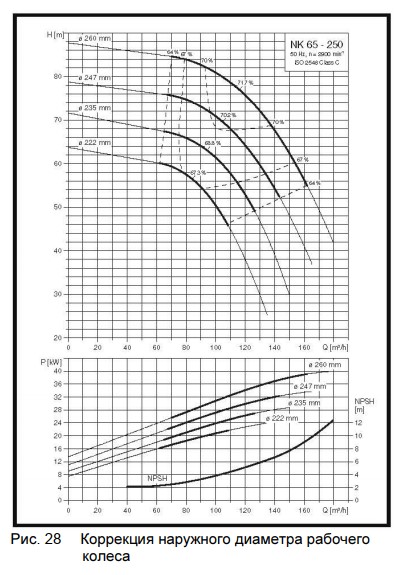 H [m]
NK 65 - 250
50 Hz, n = 2900 min⁻¹
ISO 2548 Class C
ø 260 mm
ø 247 mm
ø 235 mm
ø 222 mm
64 %
67 %
70%
71.7 %
70.2 %
70%
68.8 %
67.3 %
67 %
64 %
80
70
60
50
40
30
20
0 20 40 60 80 100 120 140 160 Q [m³/h]
P [kW]
40
36
32
28
24
20
16
12
8
4
0
ø 260 mm
ø 247 mm
ø 235 mm
ø 222 mm
NPSH
NPSH
[m]
12
10
8
6
4
2
0
0 20 40 60 80 100 120 140 160 Q [m³/h]
Рис. 28 Коррекция наружного диаметра рабочего
колеса